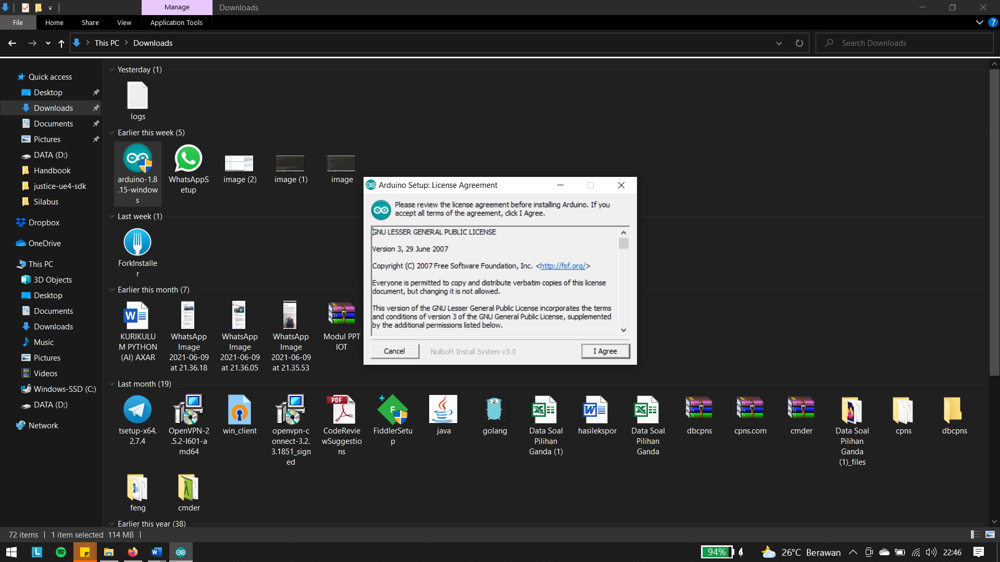 Manage
Downloads
File
Home
Share
View
Application Tools
This PC
Downloads
Search Downloads
Quick access
Desktop
Downloads
Documents
Pictures
DATA (D:)
Handbook
justice-ue4-sdk
Silabus
Dropbox
OneDrive
This PC
3D Objects
Desktop
Documents
Downloads
Music
Pictures
Videos
Windows-SSD (C:)
DATA (D:)
Network
Yesterday (1)
logs
Earlier this week (5)
arduino-1.8
.15-window
s
WhatsAppS
etup
image (2)
image (1)
image
Last week (1)
ForkInstalle
r
Earlier this month (7)
KURIKULU
M PYTHON
(AI) AXAR
WhatsApp
Image
2021-06-09
at 21.36.18
WhatsApp
Image
2021-06-09
at 21.36.05
WhatsApp
Image
2021-06-09
at 21.35.53
Modul PPT
IOT
Arduino Setup: License Agreement
Please review the license agreement before installing Arduino. If you
accept all terms of the agreement, click I Agree.
GNU LESSER GENERAL PUBLIC LICENSE
Version 3, 29 June 2007
Copyright (C) 2007 Free Software Foundation, Inc. <http://fsf.org/>
Everyone is permitted to copy and distribute verbatim copies of this license
document, but changing it is not allowed.
This version of the GNU Lesser General Public License incorporates the terms
and conditions of version 3 of the GNU General Public License, supplemented
by the additional permissions listed below.
Cancel
Nullsoft Install System v3.0
I Agree
Last month (19)
tsetup-x64.
2.7.4
OpenVPN-2
.5.2-I601-a
md64
win_client
openvpn-c
onnect-3.2.
3.1851_sign
ed
PDF
CodeRevie
wSuggestio
ns
FiddlerSetu
p
java
golang
Data Soal
Pilihan
Ganda (1)
hasilekspor
Data Soal
Pilihan
Ganda
dbcpns
cpns.com
cmder
Data Soal
Pilihan
Ganda
(1)_files
cpns
dbcpns
feng
cmder
Earlier this year (38)
72 items
1 item selected 114 MB
94%
26°C Berawan
22:46